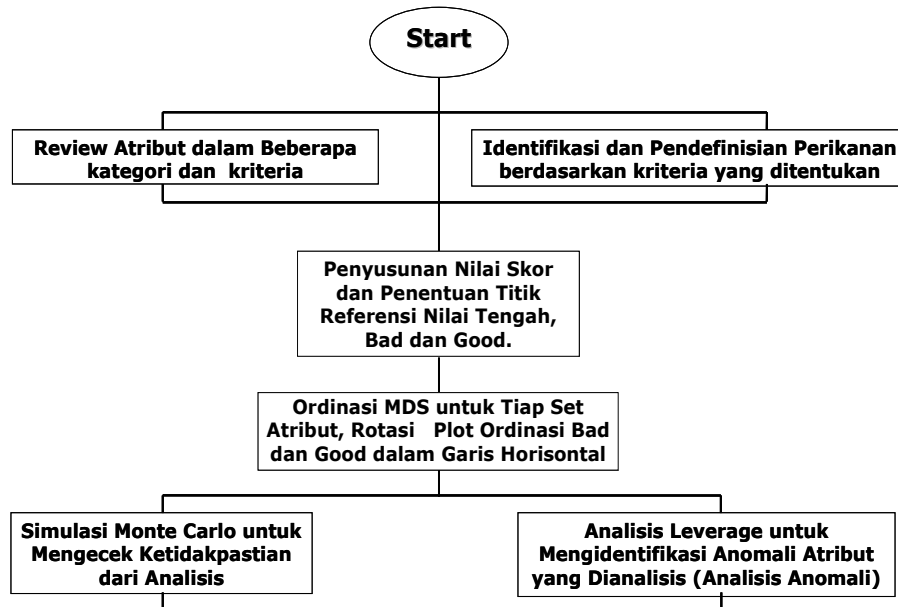 Start
Review Atribut dalam Beberapa
kategori dan kriteria
Identifikasi dan Pendefinisian Perikanan
berdasarkan kriteria yang ditentukan
Penyusunan Nilai Skor
dan Penentuan Titik
Referensi Nilai Tengah,
Bad dan Good.
Ordinasi MDS untuk Tiap Set
Atribut, Rotasi Plot Ordinasi Bad
dan Good dalam Garis Horisontal
Simulasi Monte Carlo untuk
Mengecek Ketidakpastian
dari Analisis
Analisis Leverage untuk
Mengidentifikasi Anomali Atribut
yang Dianalisis (Analisis Anomali)